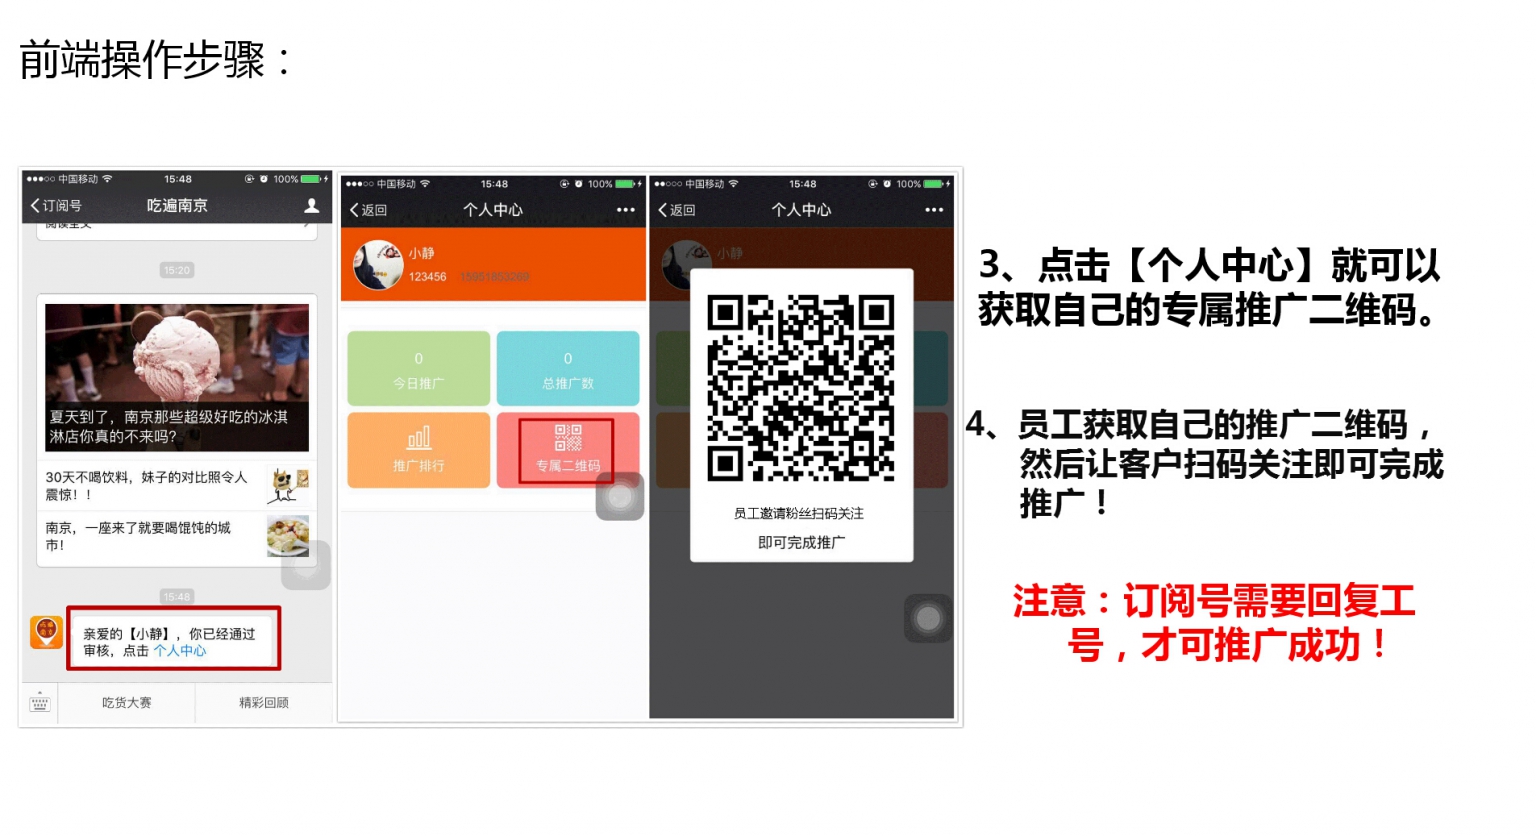 前端操作步骤：
中国移动
15:48
100%
订阅号
吃遍南京
阅读全文
15:20
夏天到了，南京那些超级好吃的冰淇
淋店你真的不来吗？
30天不喝饮料，妹子的对比照令人
震惊！！
南京，一座来了就要喝馄饨的城
市！
15:48
亲爱的【小静】，你已经通过
审核，点击 个人中心
吃货大赛
精彩回顾
中国移动
15:48
100%
返回
个人中心
小静
123456
0
今日推广
0
总推广数
推广排行
专属二维码
中国移动
15:48
100%
返回
个人中心
小静
员工邀请粉丝扫码关注
即可完成推广
3、点击【个人中心】就可以
获取自己的专属推广二维码。
4、员工获取自己的推广二维码，
然后让客户扫码关注即可完成
推广！
注意：订阅号需要回复工
号，才可推广成功！